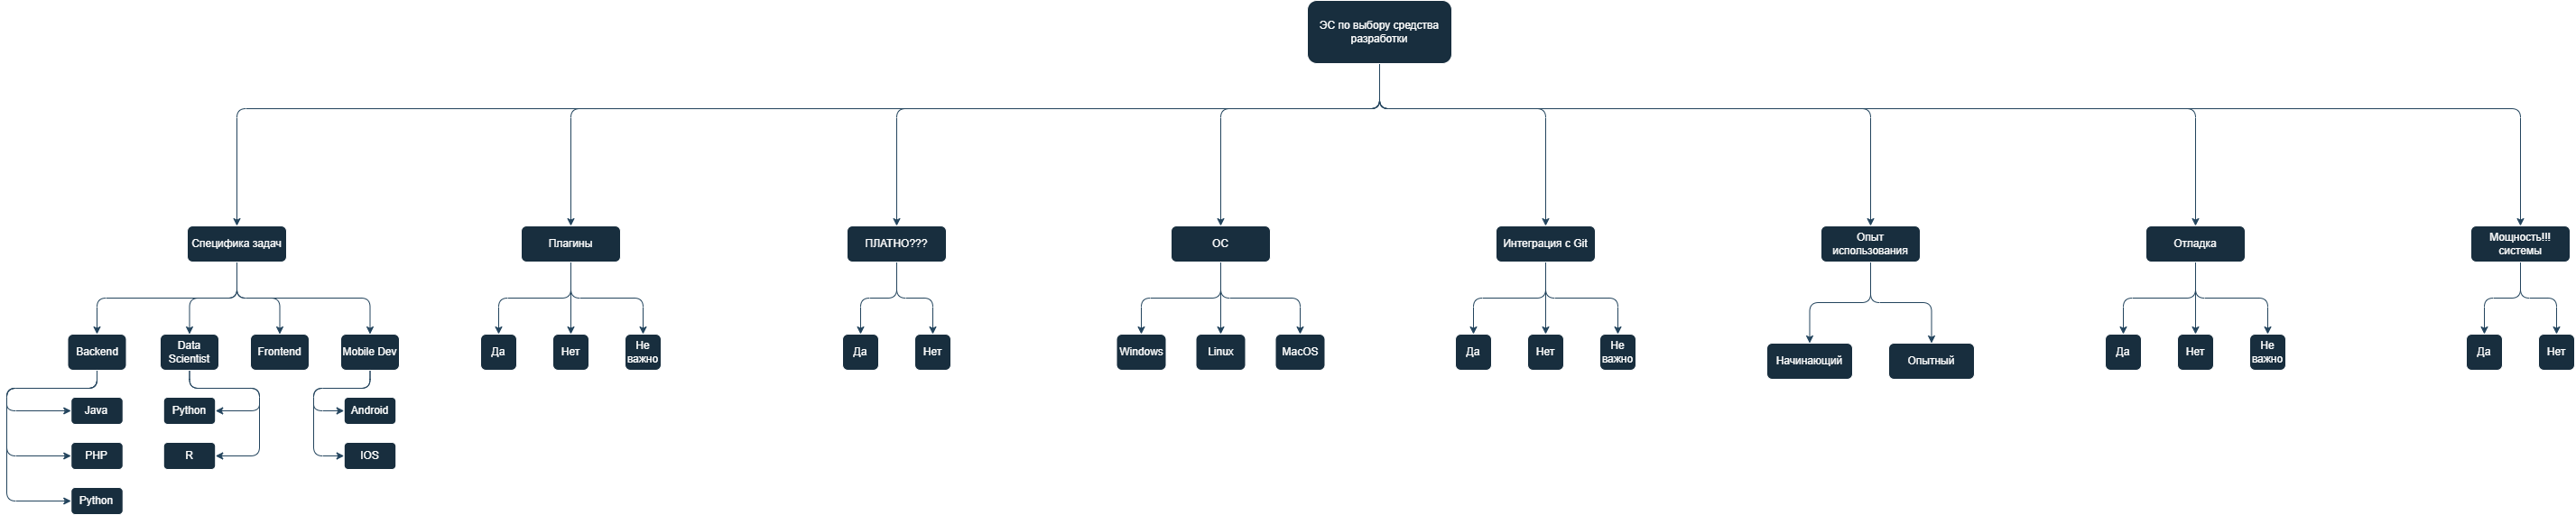 ЭС по выбору средства
разработки
Специфика задач
Плагины
ПЛАТНО???
ОС
Интеграция с Git
Опыт
использования
Отладка
Мощность!!!
системы
Backend
Data
Scientist
Frontend
Mobile Dev
Да
Нет
Не
важно
Да
Нет
Windows
Linux
MacOS
Да
Нет
Не
важно
Начинающий
Опытный
Да
Нет
Не
важно
Да
Нет
Java
Python
Android
PHP
R
IOS
Python